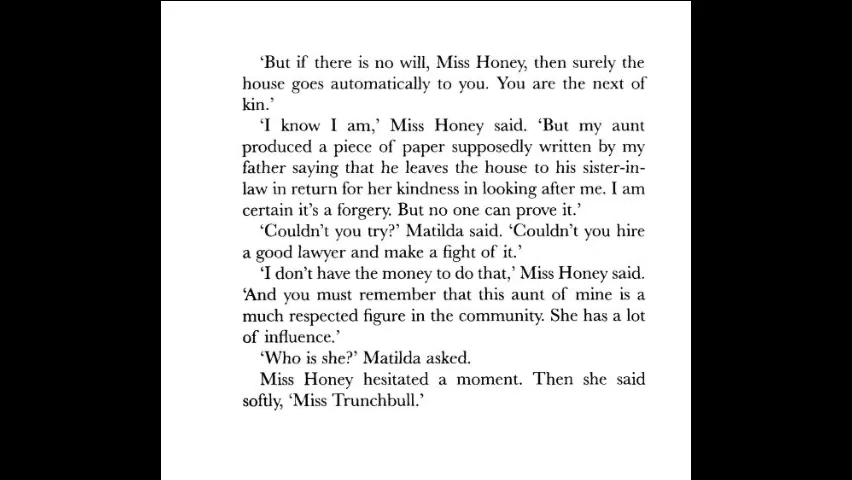 ‘But if there is no will, Miss Honey, then surely the
house goes automatically to you. You are the next of
kin.’
‘I know I am,’ Miss Honey said. ‘But my aunt
produced a piece of paper supposedly written by my
father saying that he leaves the house to his sister-in-
law in return for her kindness in looking after me. I am
certain it’s a forgery. But no one can prove it.’
‘Couldn’t you try?’ Matilda said. ‘Couldn’t you hire
a good lawyer and make a fight of it.’
‘I don’t have the money to do that,’ Miss Honey said.
‘And you must remember that this aunt of mine is a
much respected figure in the community. She has a lot
of influence.’
‘Who is she?’ Matilda asked.
Miss Honey hesitated a moment. Then she said
softly, ‘Miss Trunchbull.’